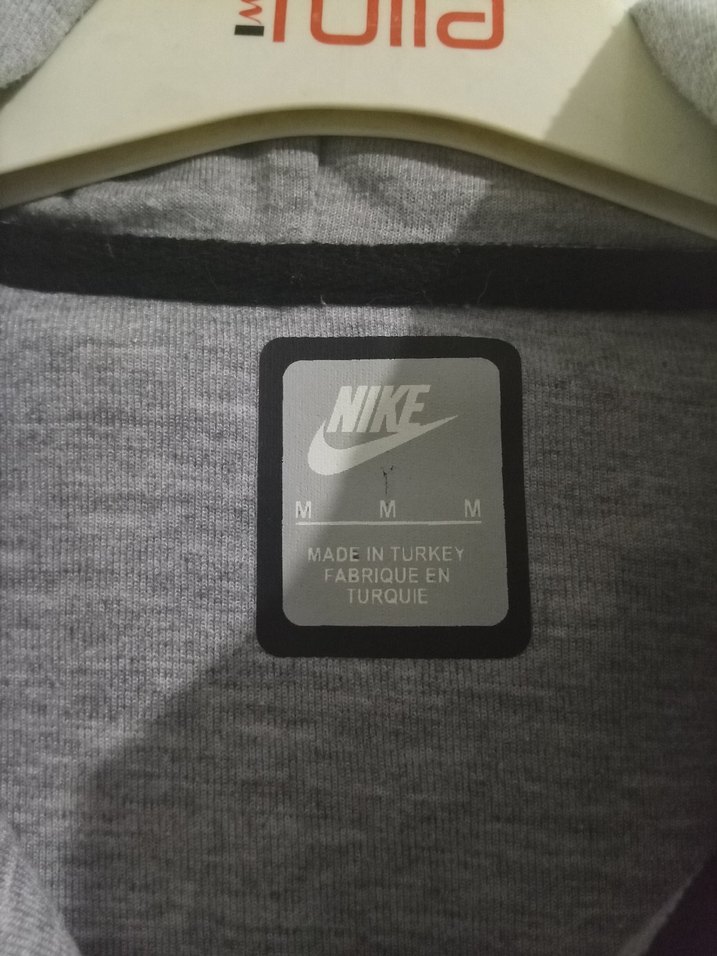 NIKE
M M M
MADE IN TURKEY
FABRIQUE EN
TURQUIE